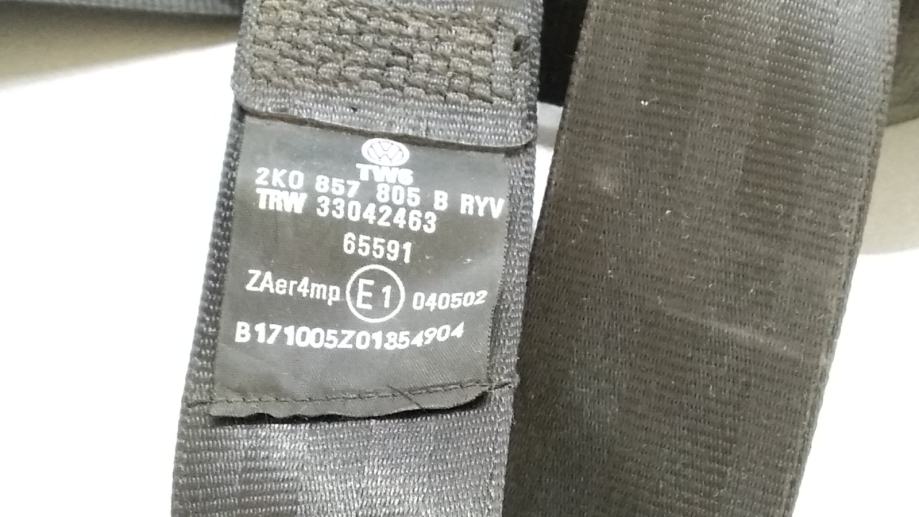 TW6
2K0 857 805 B RYV
TRW 33042463
65591
ZAer4mp E1 040502
B171005Z01854904